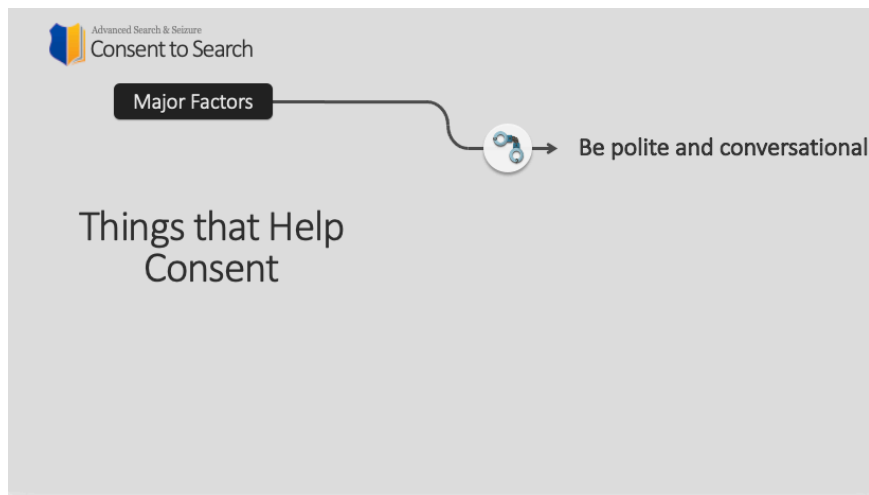 Advanced Search & Seizure
Consent to Search
Major Factors
Be polite and conversational
Things that Help
Consent